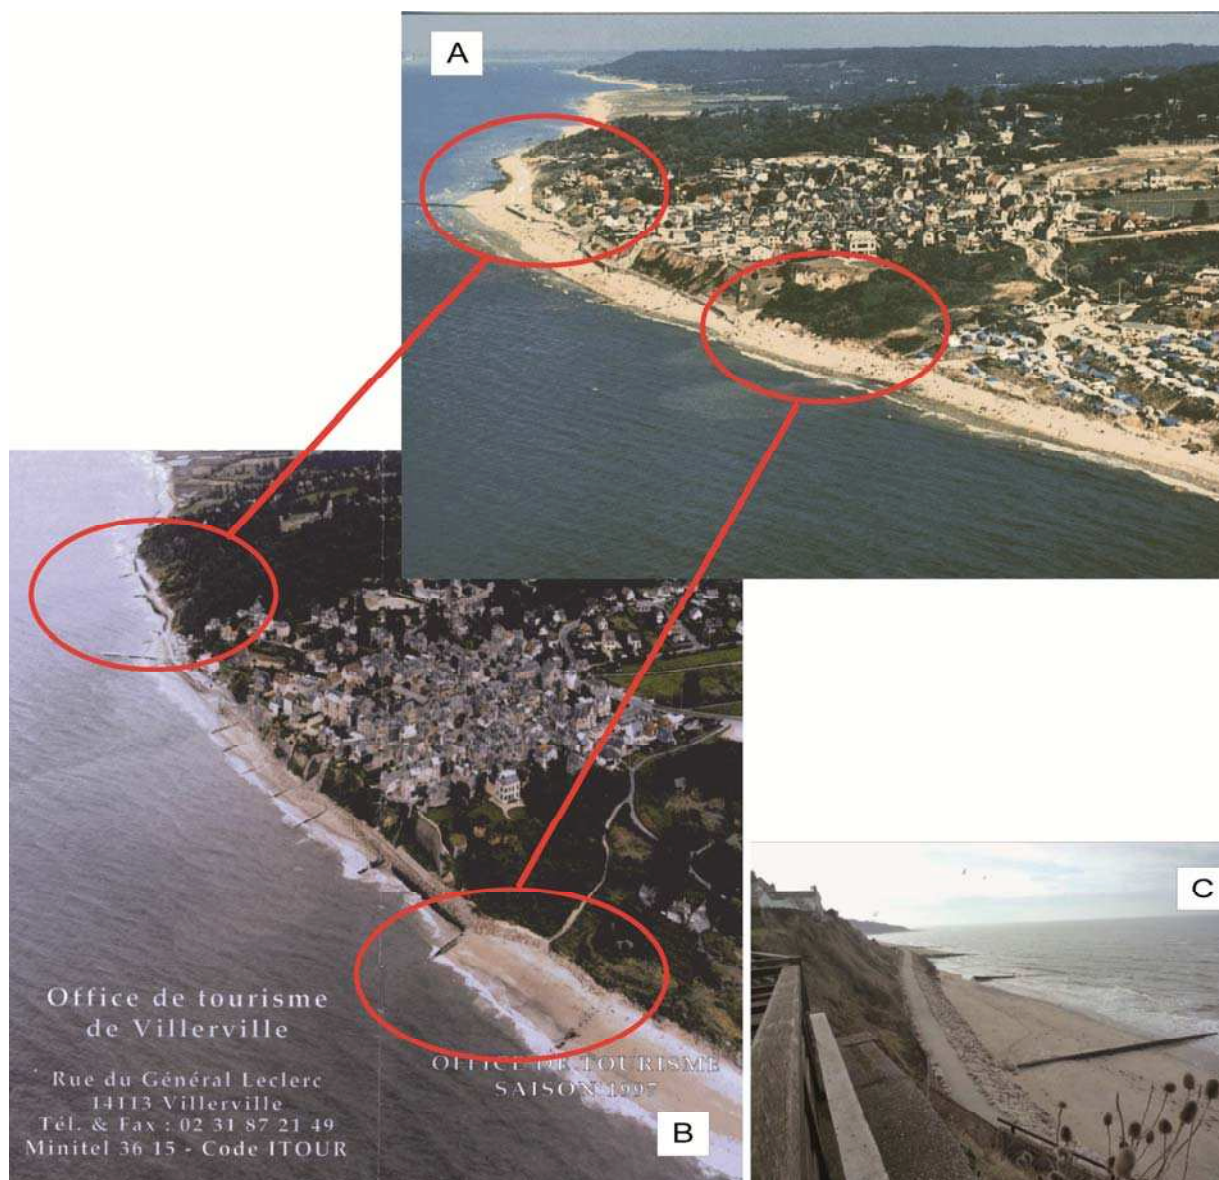 A
Office de tourisme
de Villerville
Rue du Général Leclerc
14113 Villerville
Tél. & Fax : 02 31 87 21 49
Minitel 36 15 - Code ITOUR
OFFICE DE TOURISME
SAISON 1997
B
C